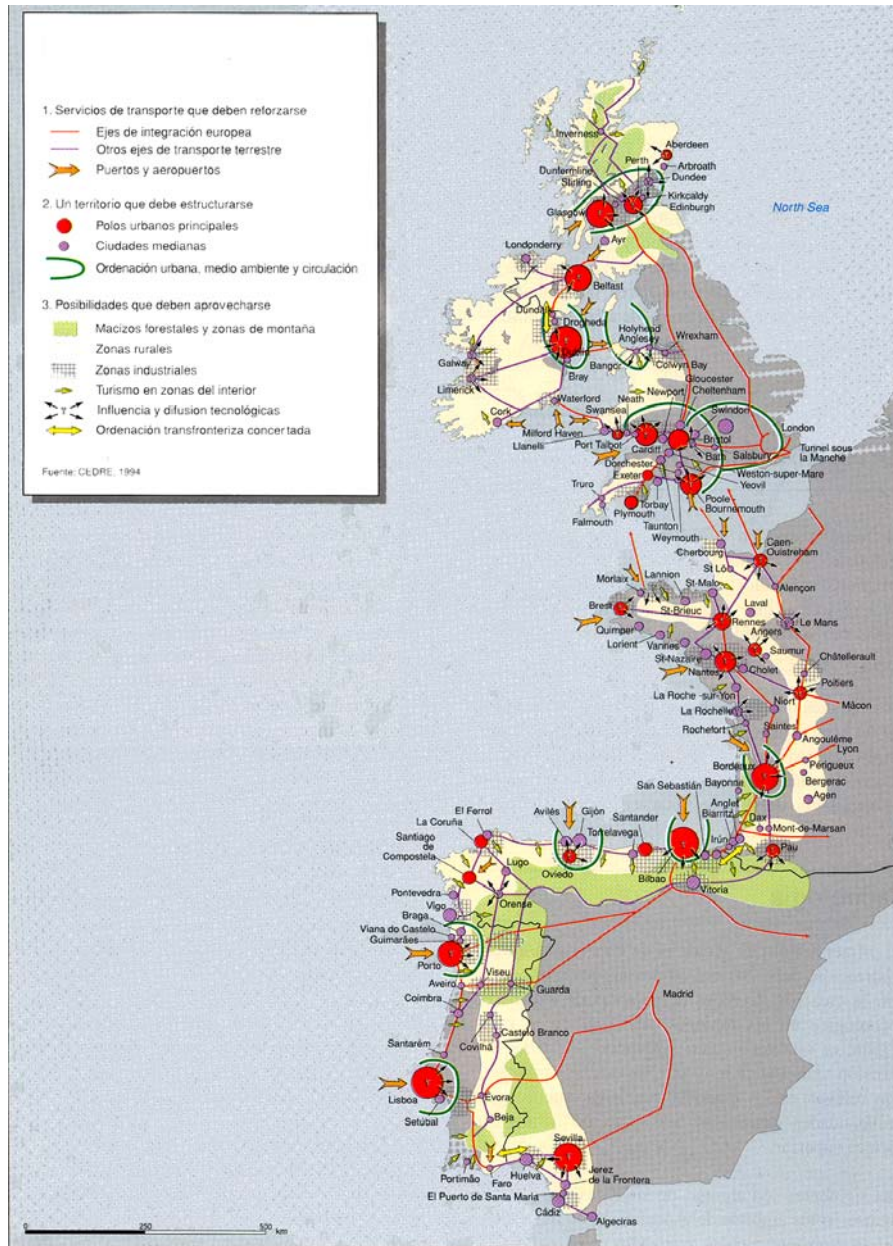 1. Servicios de transporte que deben reforzarse
Ejes de integración europea
Otros ejes de transporte terrestre
Puertos y aeropuertos
2. Un territorio que debe estructurarse
Polos urbanos principales
Ciudades medianas
Ordenación urbana, medio ambiente y circulación
3. Posibilidades que deben aprovecharse
Macizos forestales y zonas de montaña
Zonas rurales
Zonas industriales
Turismo en zonas del interior
Influencia y difusion tecnológicas
Ordenación transfronteriza concertada
Fuente: CEDRE, 1994
Inverness
Aberdeen
Perth
Arbroath
Dunfermline
Dundee
Stirling
Kirkcaldy
Edinburgh
Glasgow
North Sea
Ayr
Londonderry
Belfast
Drogheda
Holyhead
Anglesey
Wrexham
Galway
Bangor
Colwyn Bay
Bray
Gloucester
Limerick
Cheltenham
Waterford
Neath
Newport
Swindon
Cork
Swansea
London
Milford Haven
Port Talbot
Bristol
Tunnel sous
la Manche
Llanelli
Cardiff
Bath
Salsbury
Dorchester
Weston-super-Mare
Exeter
Yeovil
Truro
Torbay
Poole -
Bournemouth
Plymouth
Falmouth
Taunton
Weymouth
Caen-
Ouistreham
Cherbourg
St Lô
Lannion
Morlaix
St-Malo
Alençon
Brest
St-Brieuc
Laval
Rennes
Le Mans
Quimper
Angers
Lorient
Vannes
Saumur
St-Nazaire
Cholet
Châtellerault
Nantes
Poitiers
La Roche -sur-Yon
Niort
Mâcon
La Rochelle
Saintes
Rochefort
Angoulême
Lyon
Bordeaux
Périgueux
San Sebastián
Bayonne
Bergerac
El Ferrol
Avilés
Gijón
Anglet
Agen
La Coruña
Santander
Biarritz
Dax
Torrelavega
Irún
Mont-de-Marsan
Santiago
de
Compostela
Lugo
Oviedo
Bilbao
Pau
Vitoria
Pontevedra
Orense
Vigo
Braga
Viana do Castelo
Guimarães
Porto
Viseu
Aveiro
Guarda
Madrid
Coimbra
Castelo Branco
Santarém
Covilhã
Lisboa
Evora
Setúbal
Beja
Sevilla
Portimão
Faro
Huelva
Jerez
de la Frontera
El Puerto de Santa Maria
Cádiz
Algeciras
0 250 500 km